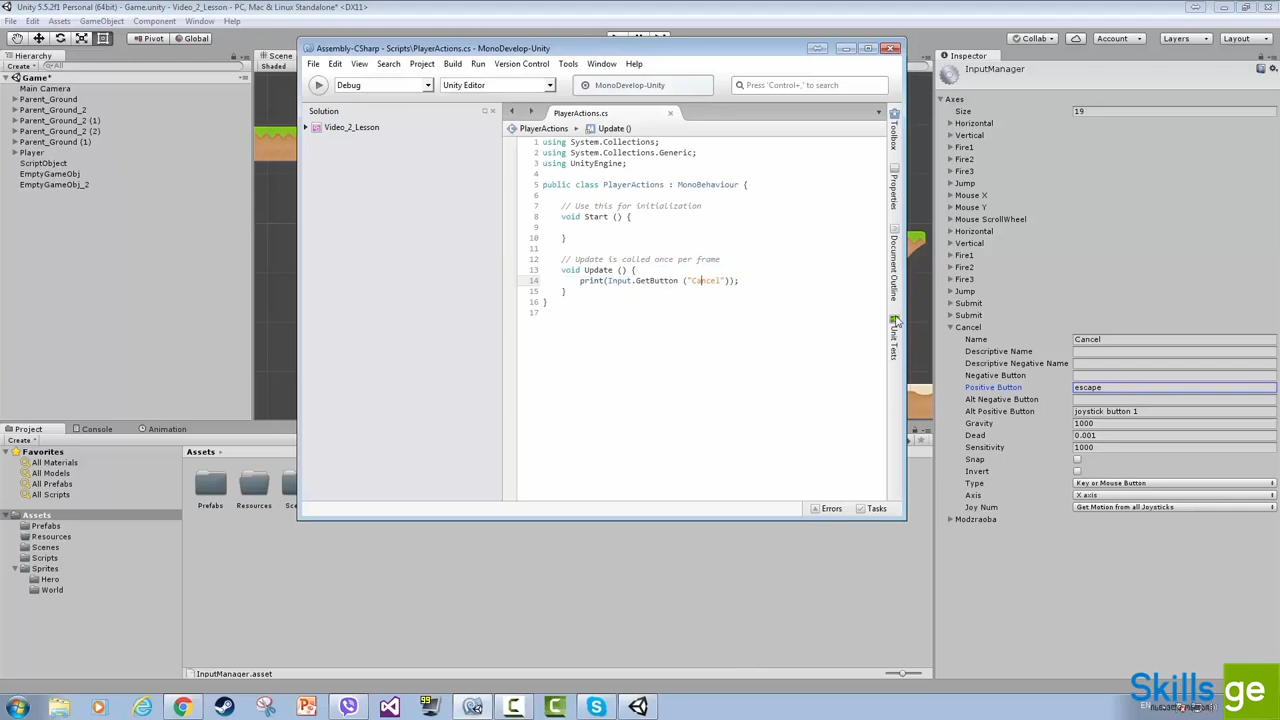 Unity 5.5.2f1 Personal (64bit) - Game.unity - Video_2_Lesson - PC, Mac & Linux Standalone* <DX11>
File Edit Assets GameObject Component Window Help
Pivot Global
Collab Account Layers Layout
Hierarchy
Create All
Game*
Main Camera
Parent_Ground
Parent_Ground_2
Parent_Ground_2 (1)
Parent_Ground_2 (2)
Parent_Ground (1)
Player
ScriptObject
EmptyGameObj
EmptyGameObj_2
Scene
Shaded
Assembly-CSharp - Scripts\PlayerActions.cs - MonoDevelop-Unity
File Edit View Search Project Build Run Version Control Tools Window Help
Debug Unity Editor MonoDevelop-Unity Press 'Control+,' to search
Solution
Video_2_Lesson
PlayerActions.cs
PlayerActions Update ()
1 using System.Collections;
2 using System.Collections.Generic;
3 using UnityEngine;
4
5 public class PlayerActions : MonoBehaviour {
6
7 // Use this for initialization
8 void Start () {
9
10 }
11
12 // Update is called once per frame
13 void Update () {
14 print(Input.GetButton ("Cancel"));
15 }
16 }
17
Toolbox
Properties
Document Outline
Unit Tests
Errors Tasks
Inspector
InputManager
Axes
Size 19
Horizontal
Vertical
Fire1
Fire2
Fire3
Jump
Mouse X
Mouse Y
Mouse ScrollWheel
Horizontal
Vertical
Fire1
Fire2
Fire3
Jump
Submit
Submit
Cancel
Name Cancel
Descriptive Name
Descriptive Negative Name
Negative Button
Positive Button escape
Alt Negative Button
Alt Positive Button joystick button 1
Gravity 1000
Dead 0.001
Sensitivity 1000
Snap
Invert
Type Key or Mouse Button
Axis X axis
Joy Num Get Motion from all Joysticks
Modzraoba
Project Console Animation
Create
Favorites
All Materials
All Models
All Prefabs
All Scripts
Assets
Prefabs
Resources
Scenes
Scripts
Sprites
Hero
World
Assets
Prefabs Resources
InputManager.asset
Skills ge